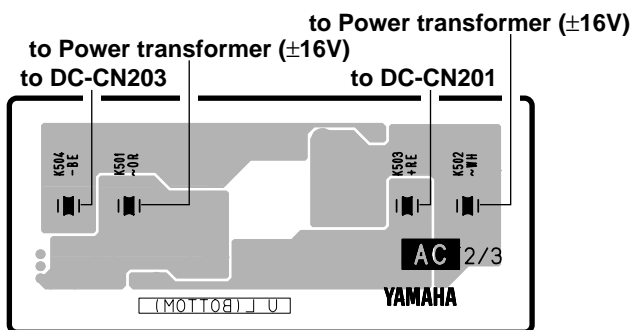 to Power transformer (±16V)
to Power transformer (±16V)
to DC-CN203
to DC-CN201
K504
-BE
K501
~OR
K503
+RE
K502
~WH
AC 2/3
YAMAHA
U L(BOTTOM)